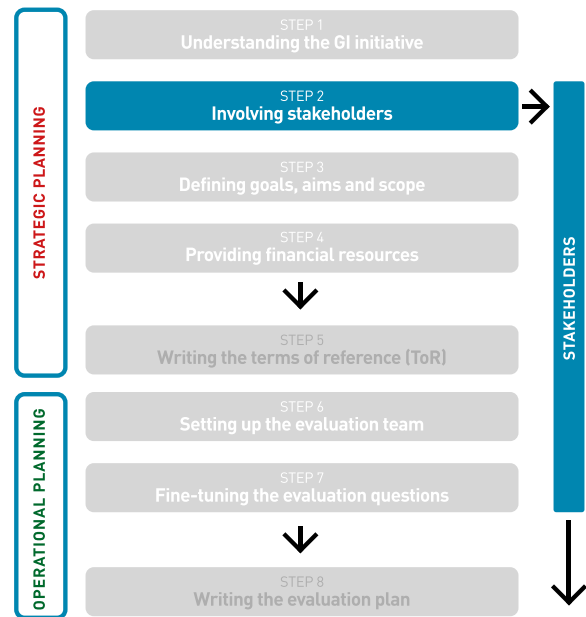 STRATEGIC PLANNING
STEP 1
Understanding the GI initiative
STEP 2
Involving stakeholders
STEP 3
Defining goals, aims and scope
STEP 4
Providing financial resources
STEP 5
Writing the terms of reference (ToR)
OPERATIONAL PLANNING
STEP 6
Setting up the evaluation team
STEP 7
Fine-tuning the evaluation questions
STEP 8
Writing the evaluation plan
STAKEHOLDERS